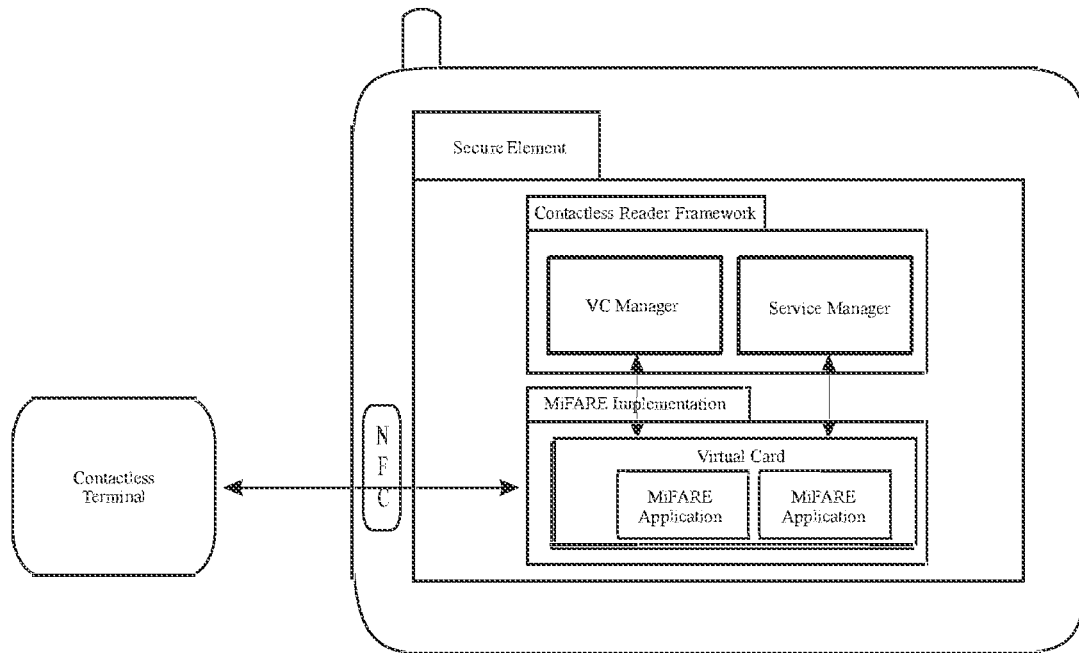 Secure Element
Contactless Reader Framework
VC Manager
Service Manager
MiFARE Implementation
Virtual Card
MiFARE
Application
MiFARE
Application
N
F
C
Contactless
Terminal